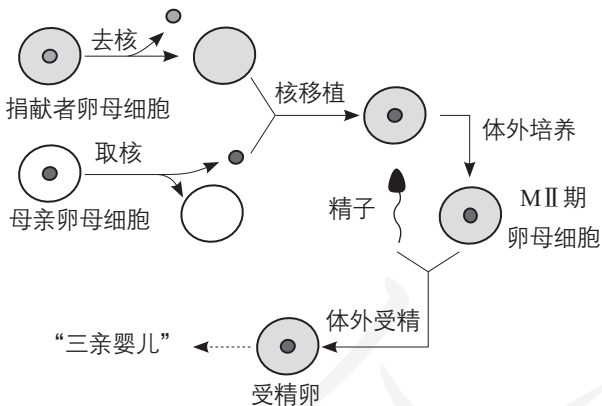 去核
捐献者卵母细胞
核移植
取核
母亲卵母细胞
体外培养
精子
MⅡ期
卵母细胞
体外受精
“三亲婴儿”
受精卵